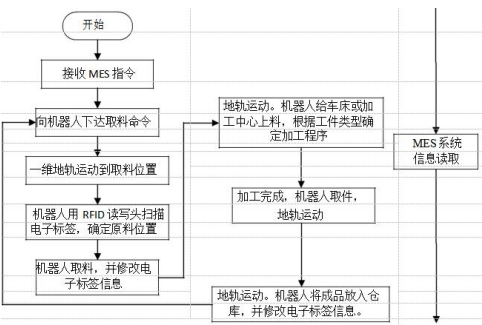 开始
接收 MES 指令
向机器人下达取料命令
一维地轨运动到取料位置
机器人用 RFID 读写头扫描
电子标签，确定原料位置
机器人取料，并修改电
子标签信息
地轨运动。机器人给车床或加
工中心上料，根据工件类型确
定加工程序
加工完成，机器人取件，
地轨运动
地轨运动。机器人将成品放入仓
库，并修改电子标签信息。
MES 系统
信息读取